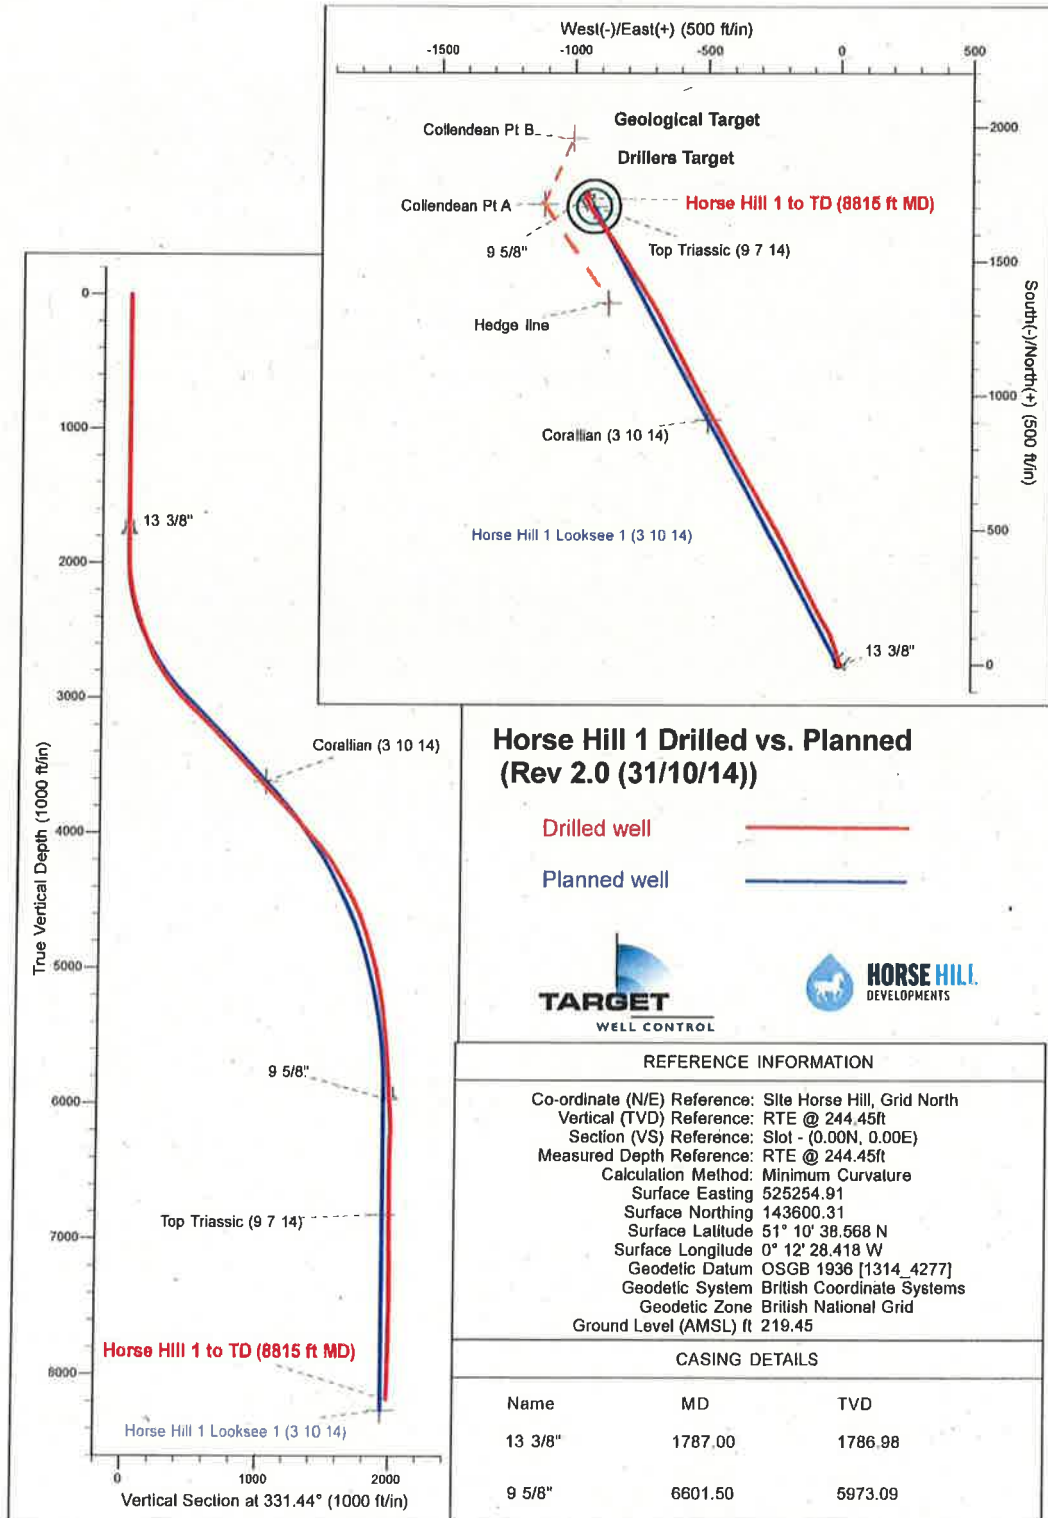 West(-)/East(+) (500 ft/in)
-1500 -1000 -500 0 500
Geological Target
Collendean Pt B
Drillers Target
Collendean Pt A
Horse Hill 1 to TD (8815 ft MD)
9 5/8"
Top Triassic (9 7 14)
Hedge line
Corallian (3 10 14)
Horse Hill 1 Looksee 1 (3 10 14)
13 3/8"
2000
1500
1000
500
0
South(-)/North(+) (500 ft/in)
0
1000
2000
3000
4000
5000
6000
7000
8000
True Vertical Depth (1000 ft/in)
13 3/8"
Corallian (3 10 14)
9 5/8"
Top Triassic (9 7 14)
Horse Hill 1 to TD (8815 ft MD)
Horse Hill 1 Looksee 1 (3 10 14)
0 1000 2000
Vertical Section at 331.44° (1000 ft/in)
Horse Hill 1 Drilled vs. Planned
(Rev 2.0 (31/10/14))
Drilled well
Planned well
TARGET
WELL CONTROL
HORSE HILL
DEVELOPMENTS
REFERENCE INFORMATION
Co-ordinate (N/E) Reference: Site Horse Hill, Grid North
Vertical (TVD) Reference: RTE @ 244.45ft
Section (VS) Reference: Slot - (0.00N, 0.00E)
Measured Depth Reference: RTE @ 244.45ft
Calculation Method: Minimum Curvature
Surface Easting 525254.91
Surface Northing 143600.31
Surface Latitude 51° 10' 38.568 N
Surface Longitude 0° 12' 28.418 W
Geodetic Datum OSGB 1936 [1314_4277]
Geodetic System British Coordinate Systems
Geodetic Zone British National Grid
Ground Level (AMSL) ft 219.45
CASING DETAILS
Name MD TVD
13 3/8" 1787.00 1786.98
9 5/8" 6601.50 5973.09